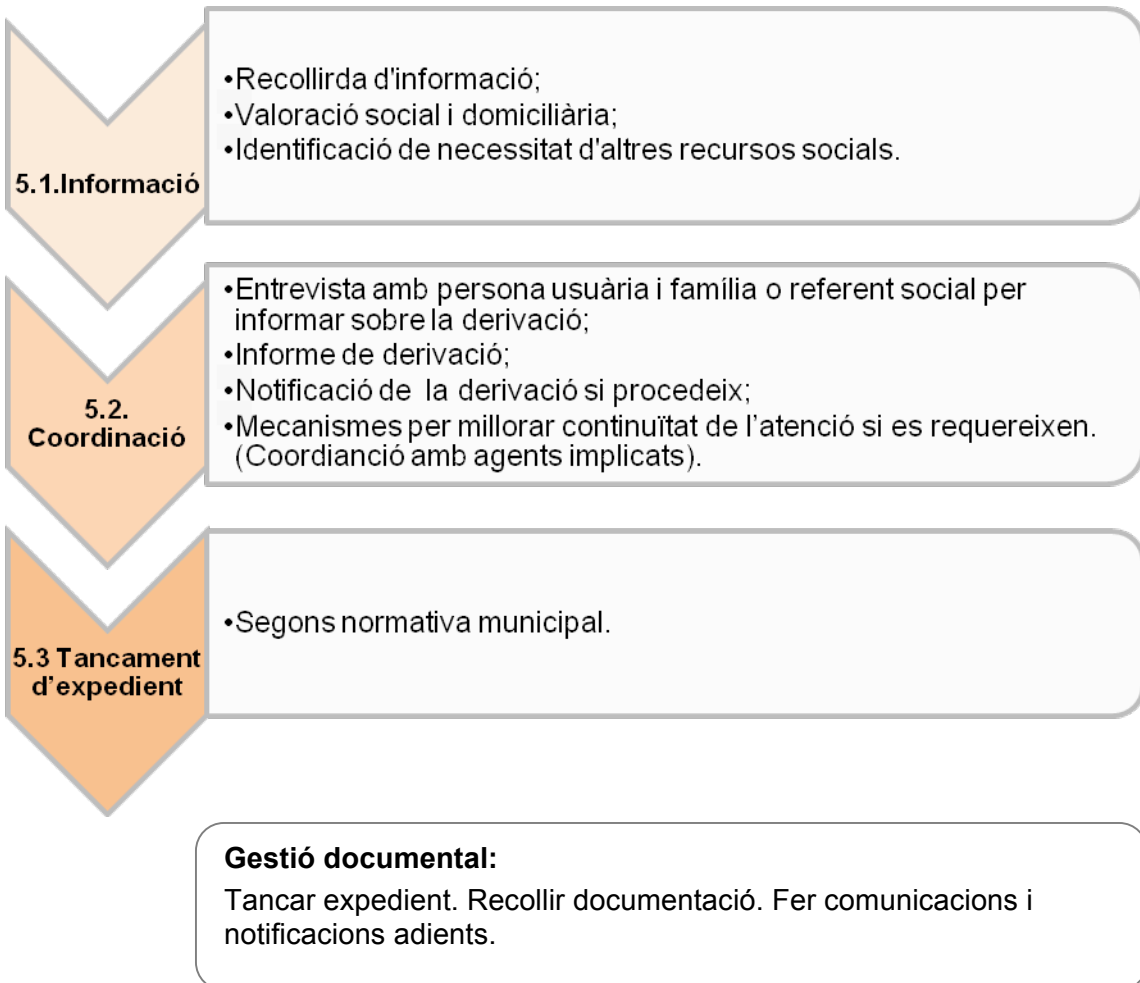 5.1.Informació
•Recollirda d'informació;
•Valoració social i domiciliària;
•Identificació de necessitat d'altres recursos socials.
5.2.
Coordinació
•Entrevista amb persona usuària i família o referent social per
informar sobre la derivació;
•Informe de derivació;
•Notificació de la derivació si procedeix;
•Mecanismes per millorar continuïtat de l’atenció si es requereixen.
(Coordianció amb agents implicats).
5.3 Tancament
d’expedient
•Segons normativa municipal.
Gestió documental:
Tancar expedient. Recollir documentació. Fer comunicacions i
notificacions adients.